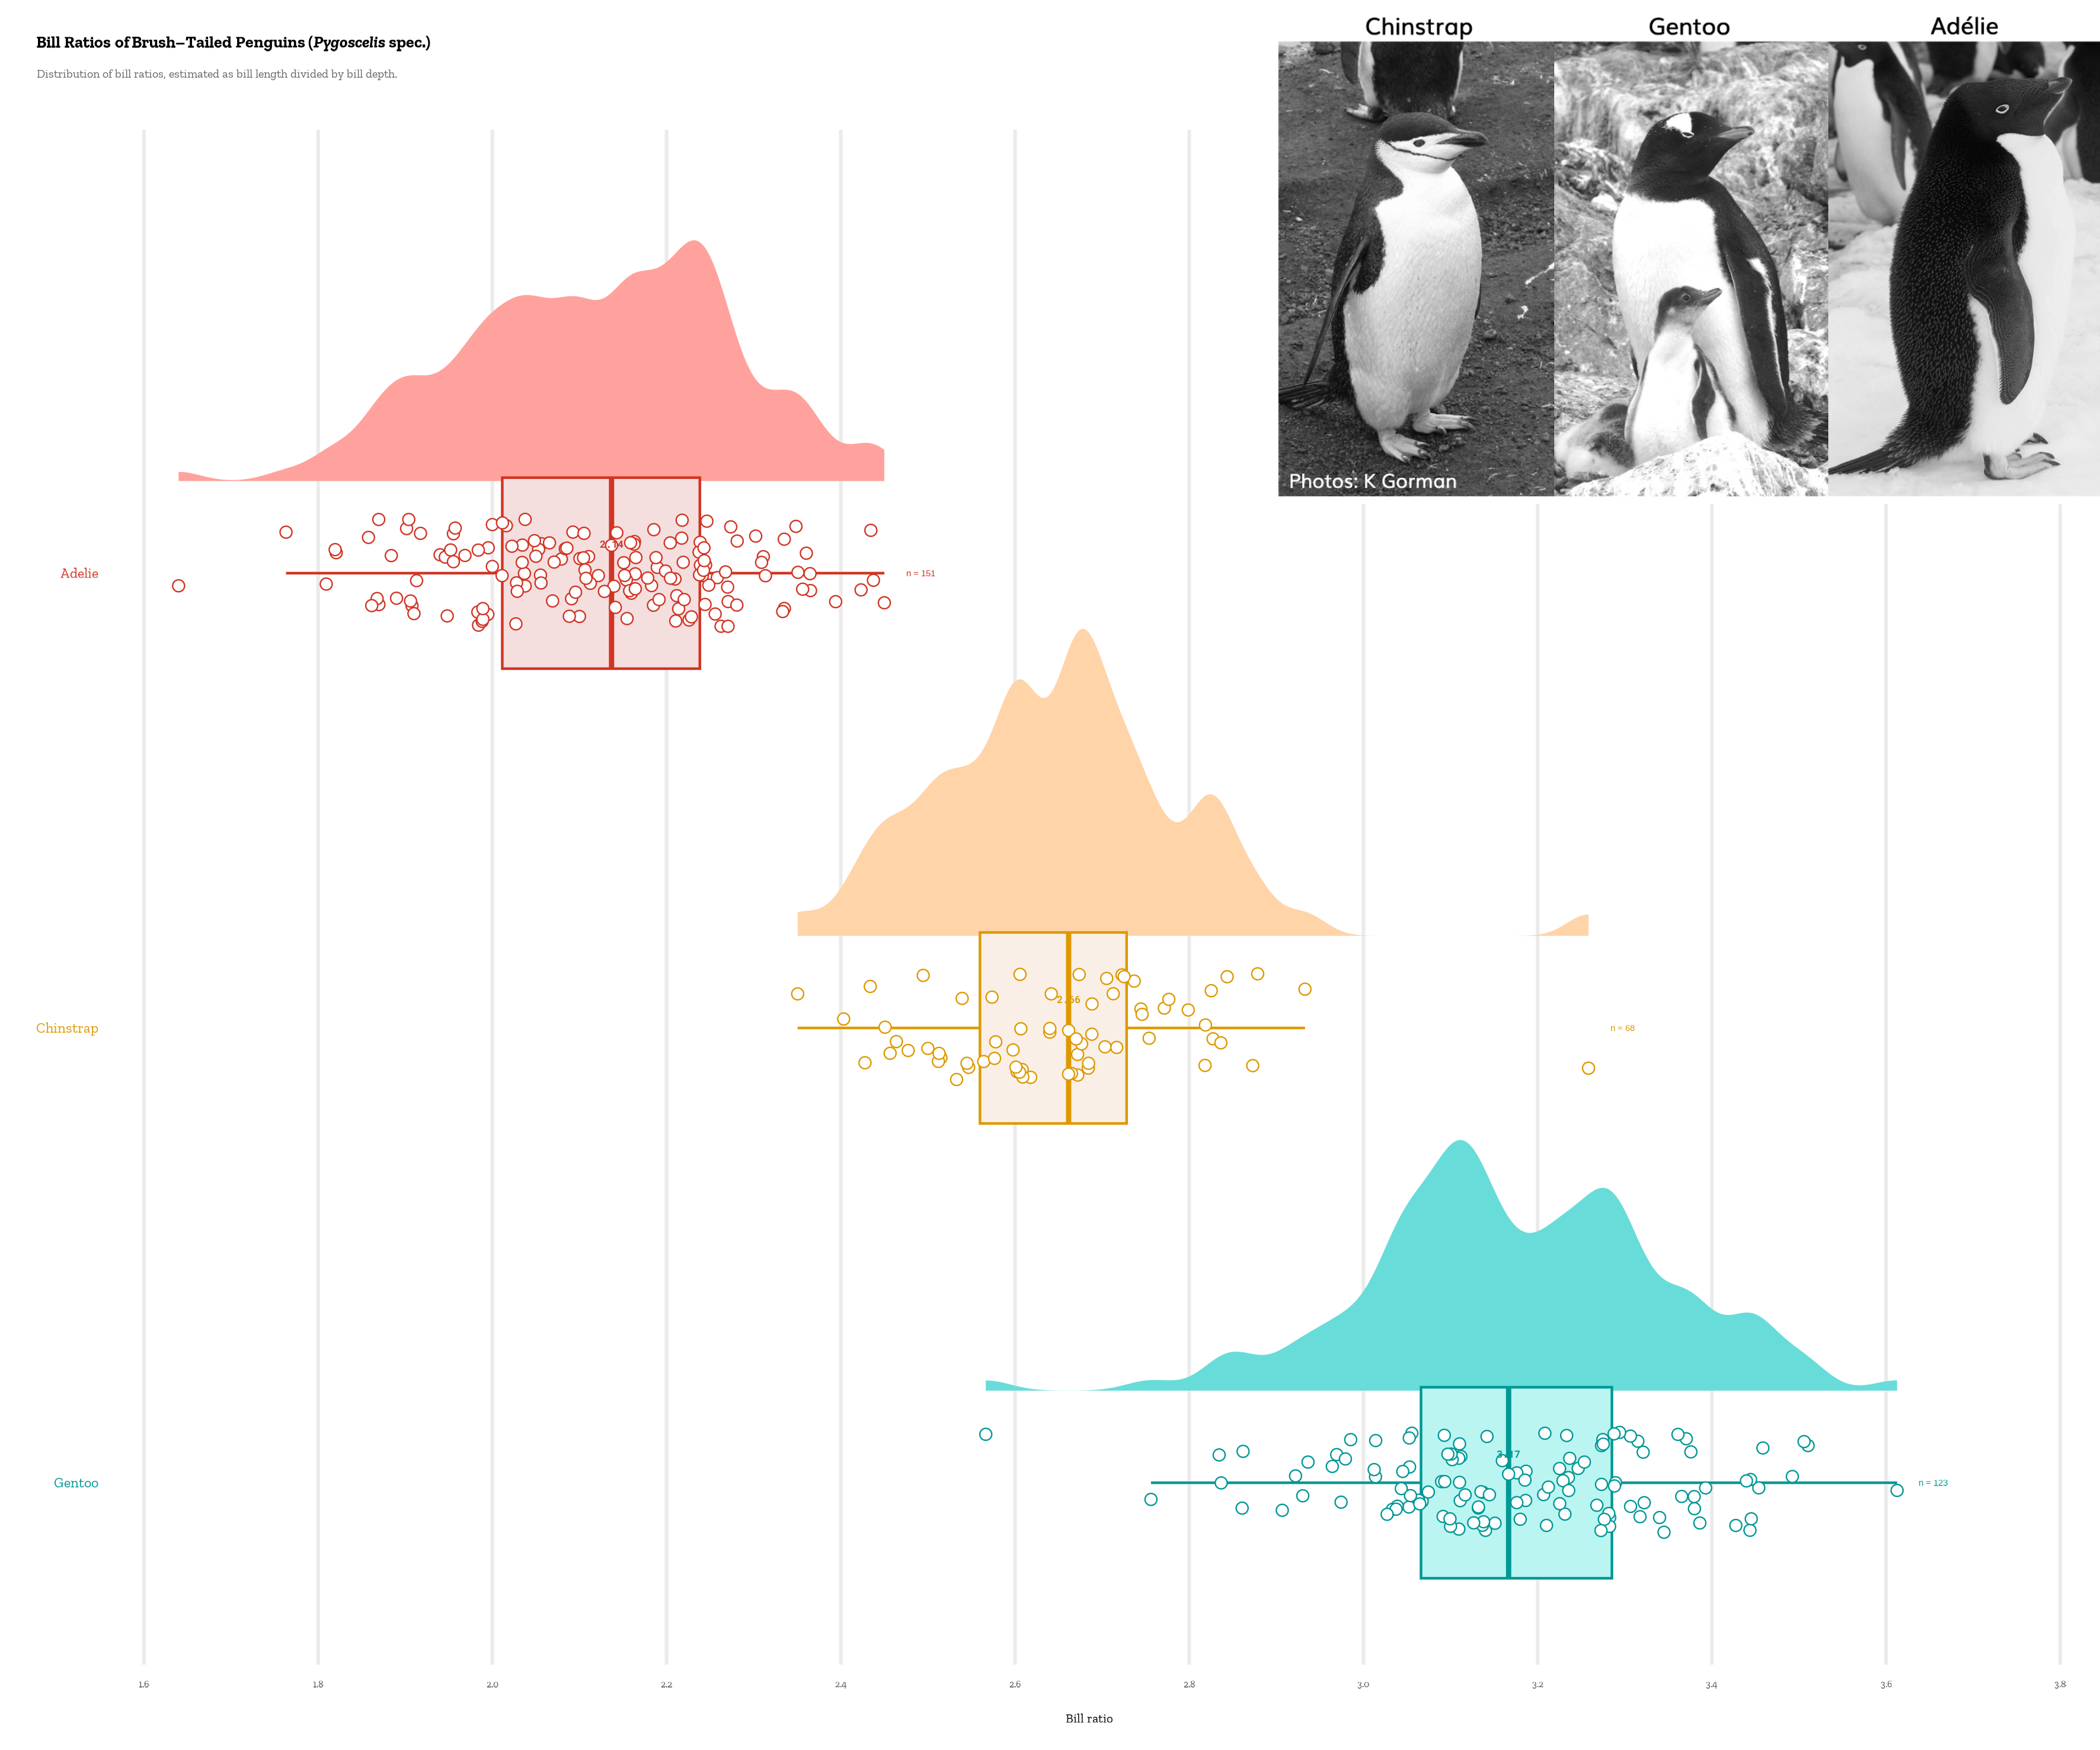 Bill Ratios of Brush–Tailed Penguins (Pygoscelis spec.)
Distribution of bill ratios, estimated as bill length divided by bill depth.
Chinstrap Gentoo Adélie
Photos: K Gorman
2.14
Adelie
n = 151
2.66
Chinstrap
n = 68
3.17
Gentoo
n = 123
1.6 1.8 2.0 2.2 2.4 2.6 2.8 3.0 3.2 3.4 3.6 3.8
Bill ratio